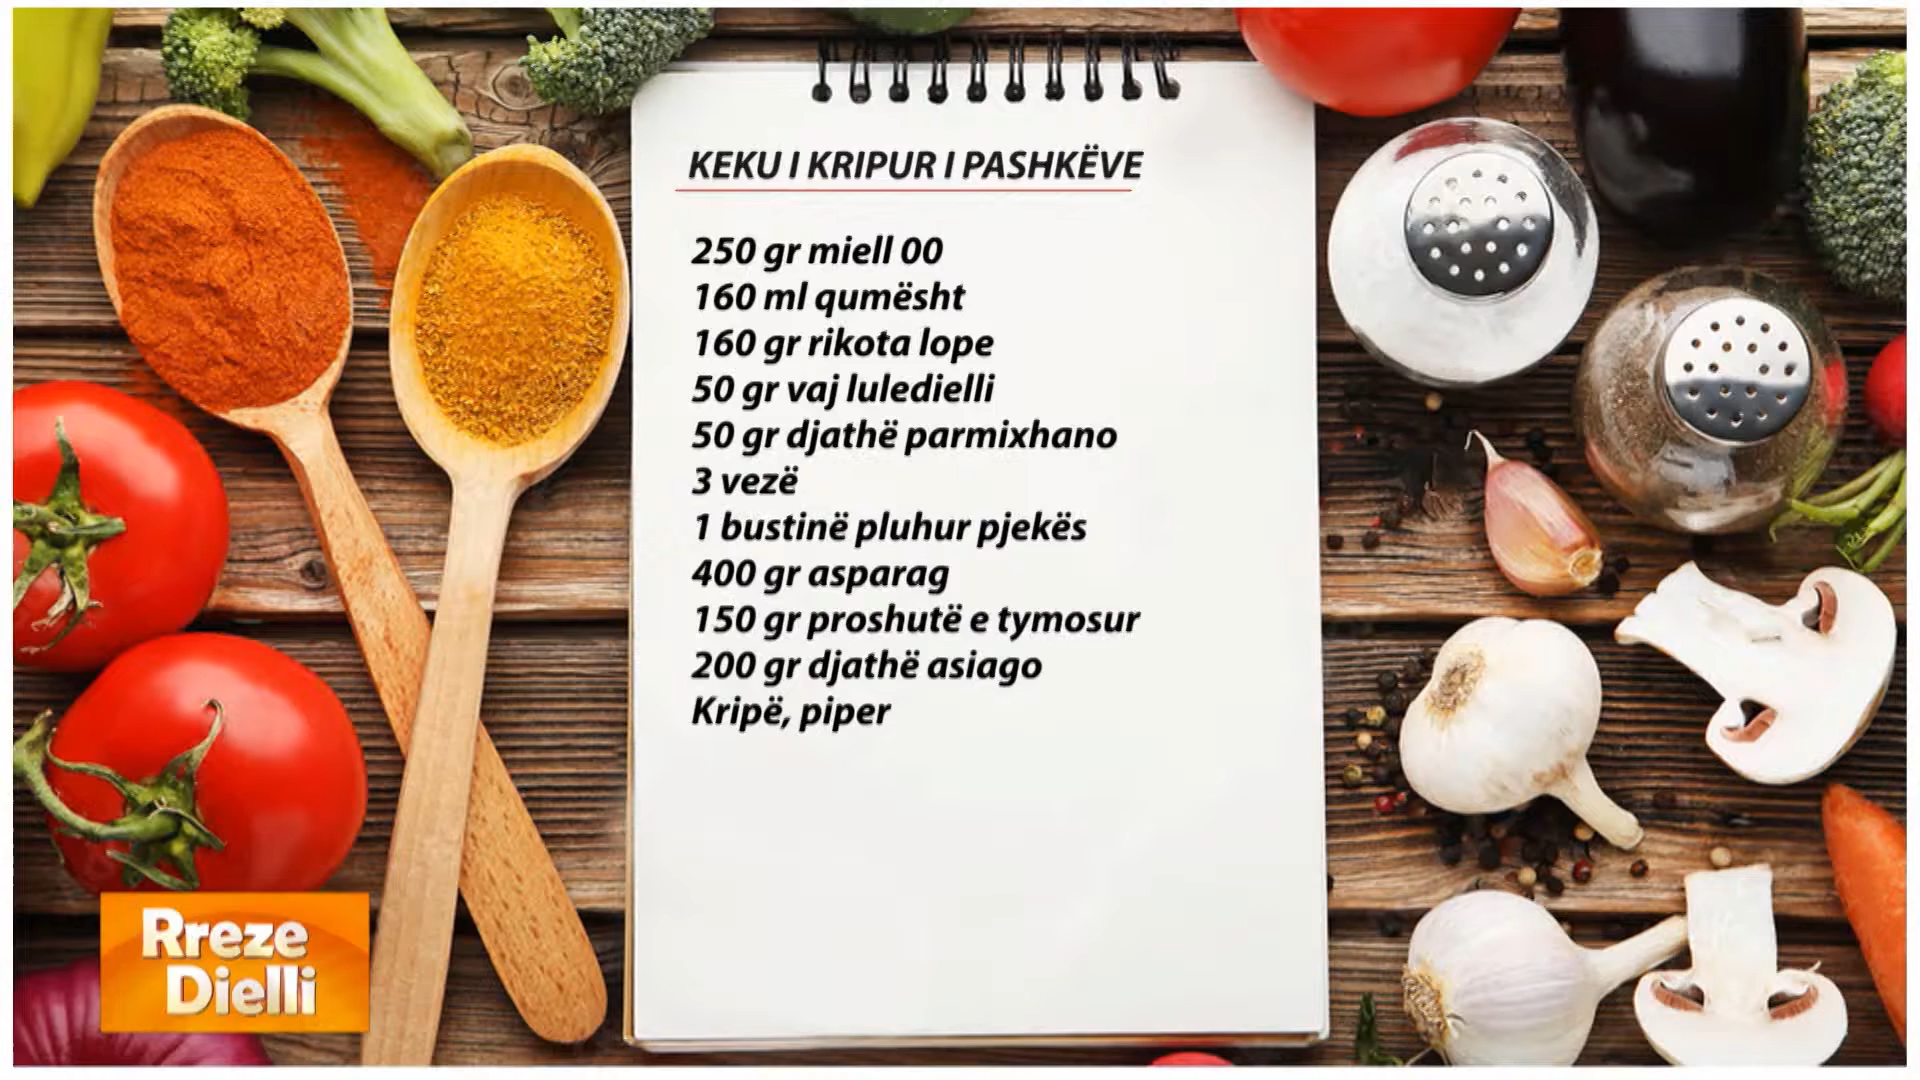 KEKU I KRIPUR I PASHKËVE
250 gr miell 00
160 ml qumësht
160 gr rikota lope
50 gr vaj luledielli
50 gr djathë parmixhano
3 vezë
1 bustinë pluhur pjekës
400 gr asparag
150 gr proshutë e tymosur
200 gr djathë asiago
Kripë, piper
Rreze
Dielli